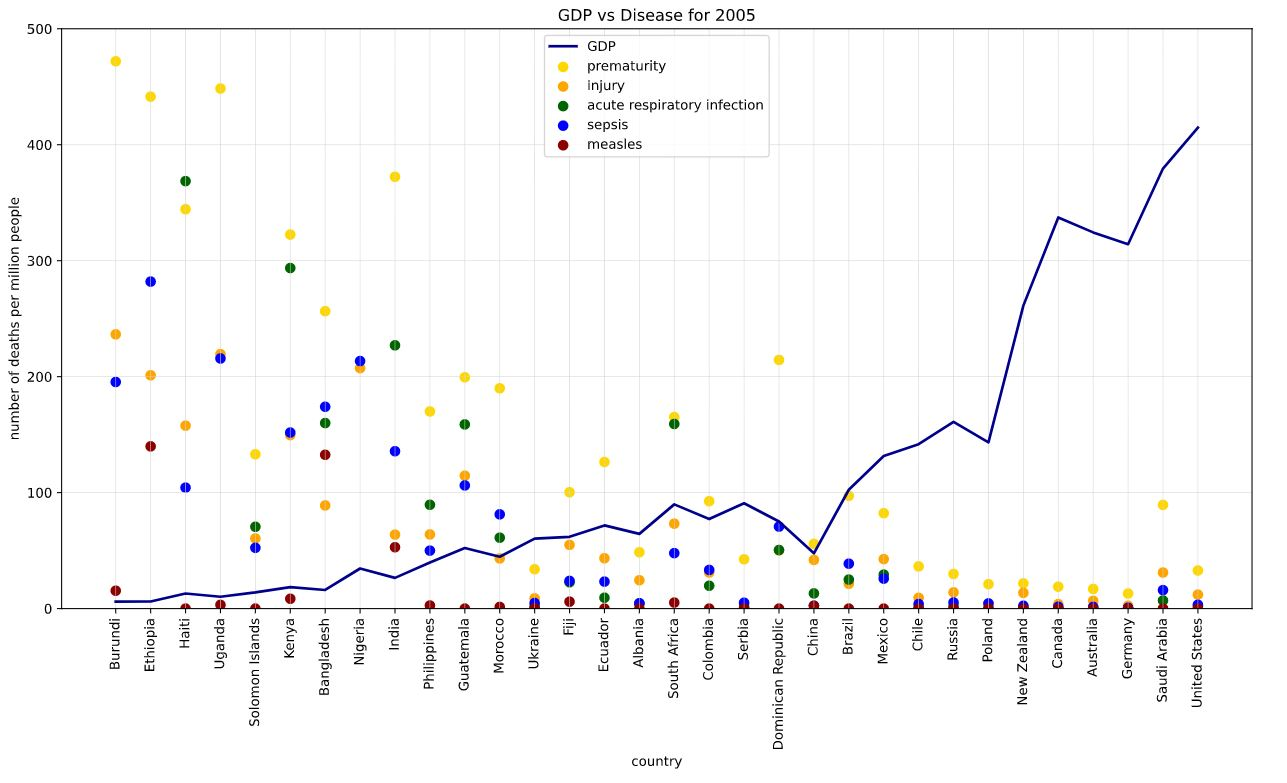 GDP vs Disease for 2005
GDP
prematurity
injury
acute respiratory infection
sepsis
measles
number of deaths per million people
500
400
300
200
100
0
Burundi
Ethiopia
Haiti
Uganda
Solomon Islands
Kenya
Bangladesh
Nigeria
India
Philippines
Guatemala
Morocco
Ukraine
Fiji
Ecuador
Albania
South Africa
Colombia
Serbia
Dominican Republic
China
Brazil
Mexico
Chile
Russia
Poland
New Zealand
Canada
Australia
Germany
Saudi Arabia
United States
country